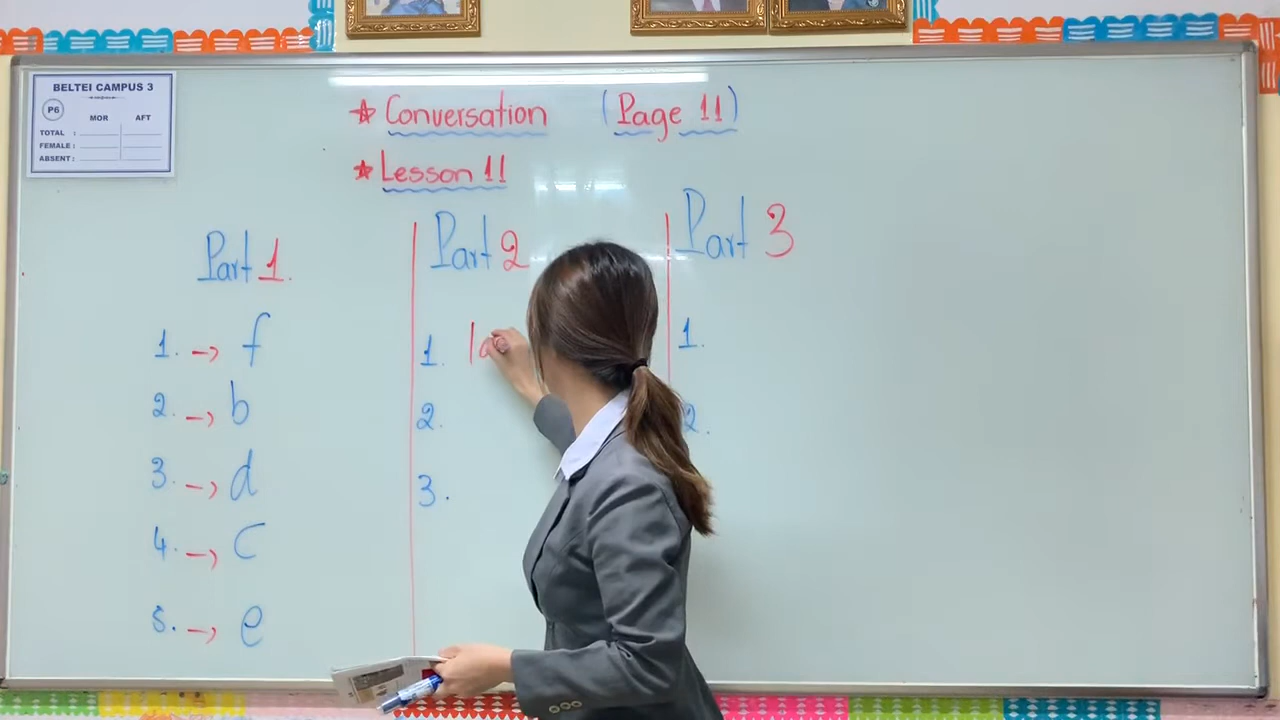 BELTEI CAMPUS 3
P6
MOR AFT
TOTAL :
FEMALE :
ABSENT :
* Conversation (Page 11)
* Lesson 11
Part 1.
1. → f
2. → b
3. → d
4. → c
5. → e
Part 2
1.
2.
3.
Part 3
1.
2.